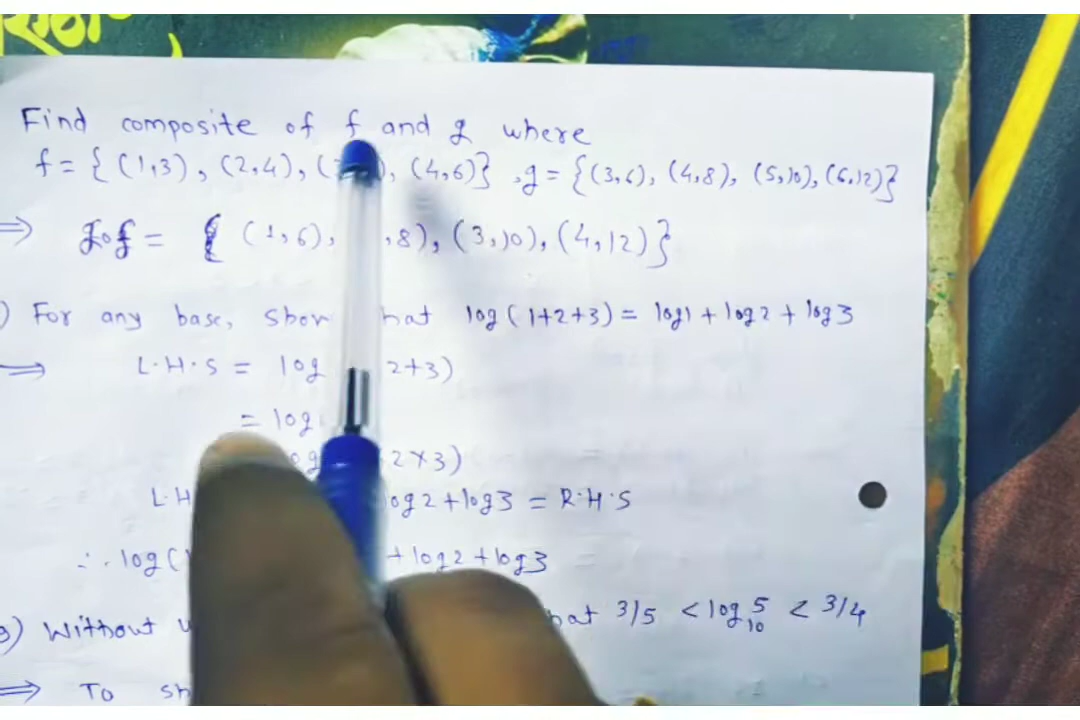 Find composite of f and g where
f = { (1,3), (2,4), ( ), (4,6)} , g = {(3,6), (4,8), (5,10), (6,12)}
⇒ gof = { (1,6), ,8), (3,10), (4,12)}
) For any base, show hat log (1+2+3) = log1 + log2 + log3
⇒ L.H.S = log 2+3)
= log
2×3)
L.H log2 + log3 = R.H.S
∴ log ( + log2 + log3
) Without hat 3/5 < log₁₀5 < 3/4
⇒ To sh